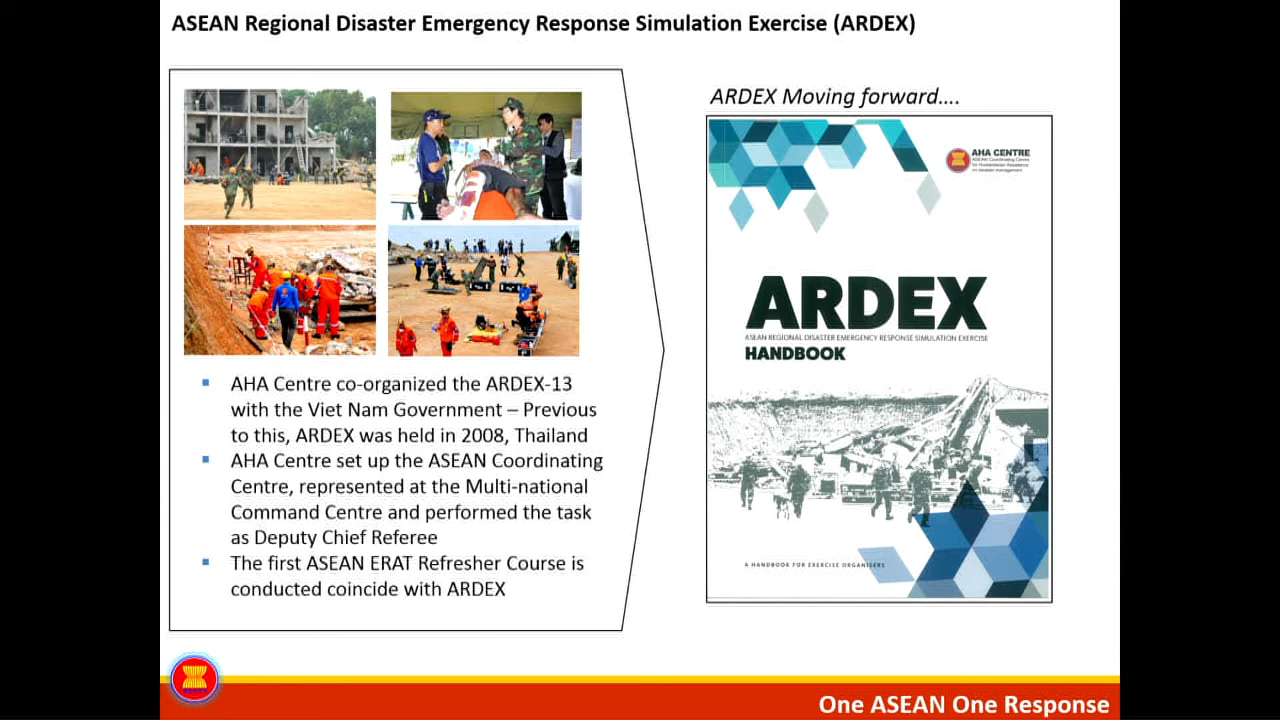 ASEAN Regional Disaster Emergency Response Simulation Exercise (ARDEX)
AHA Centre co-organized the ARDEX-13
with the Viet Nam Government – Previous
to this, ARDEX was held in 2008, Thailand
AHA Centre set up the ASEAN Coordinating
Centre, represented at the Multi-national
Command Centre and performed the task
as Deputy Chief Referee
The first ASEAN ERAT Refresher Course is
conducted coincide with ARDEX
ARDEX Moving forward....
AHA CENTRE
ASEAN Coordinating Centre
for Humanitarian Assistance
on disaster management
ARDEX
ASEAN REGIONAL DISASTER EMERGENCY RESPONSE SIMULATION EXERCISE
HANDBOOK
A HANDBOOK FOR EXERCISE ORGANISERS
One ASEAN One Response